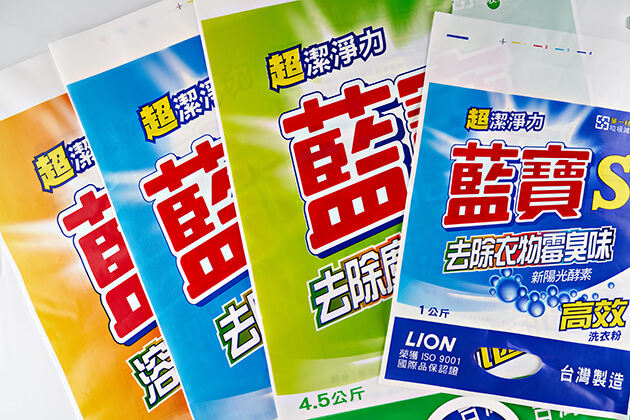 超潔
藍
溶
超潔淨
藍
去
超潔淨力
藍
去除
4.5公斤
超潔淨力
藍寶S
去除衣物霉臭味
新陽光酵素
1公斤
高效
洗衣粉
LION
榮獲 ISO 9001
國際品保認證
台灣製造